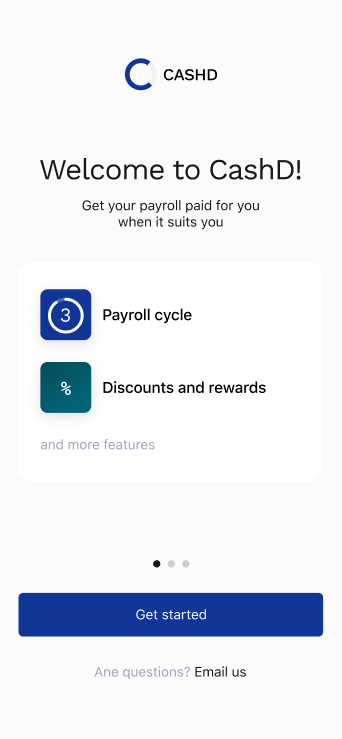 CASHD
Welcome to CashD!
Get your payroll paid for you
when it suits you
3
Payroll cycle
%
Discounts and rewards
and more features
Get started
Ane questions? Email us